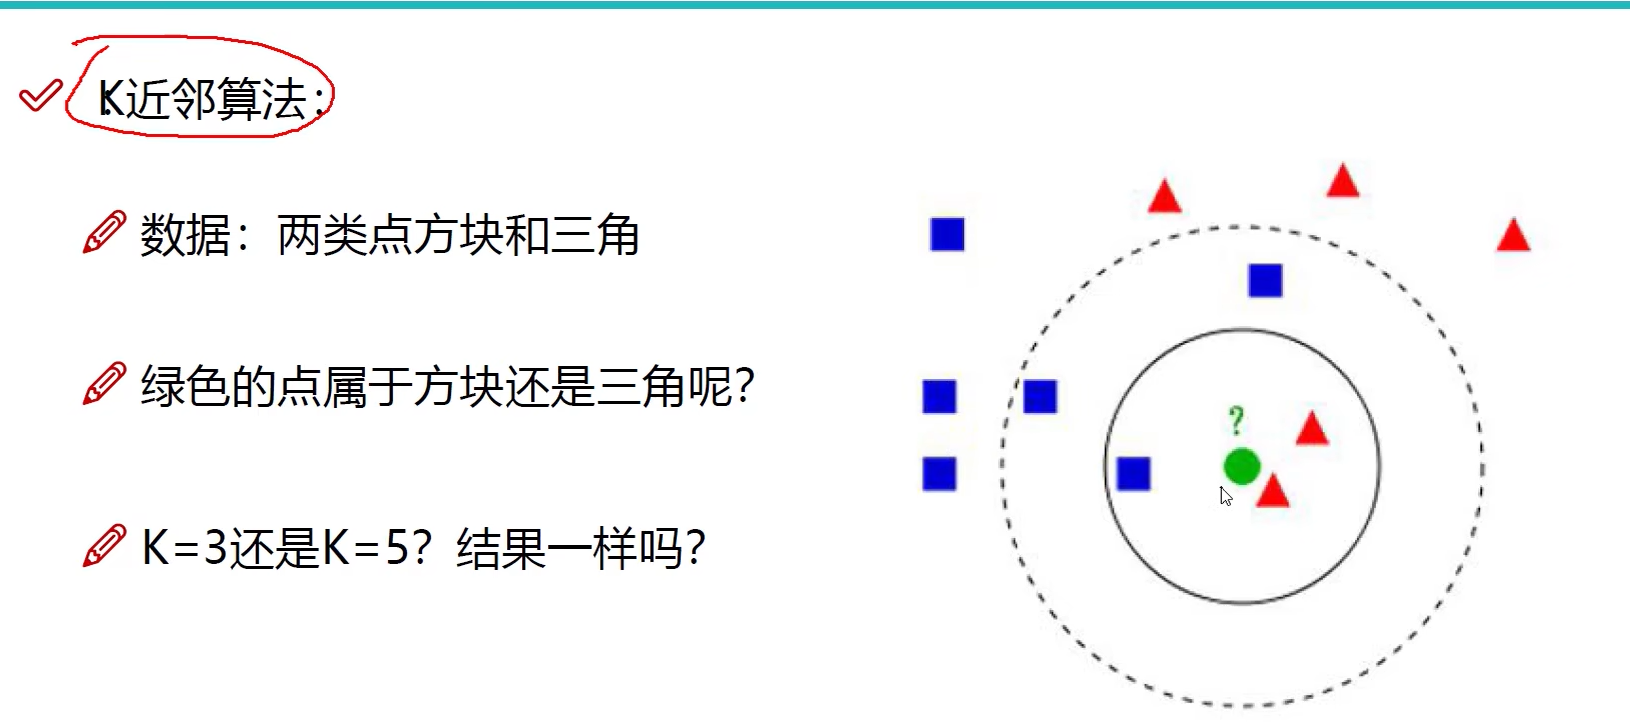 K近邻算法：
数据：两类点方块和三角
绿色的点属于方块还是三角呢？
?
K=3还是K=5？结果一样吗？